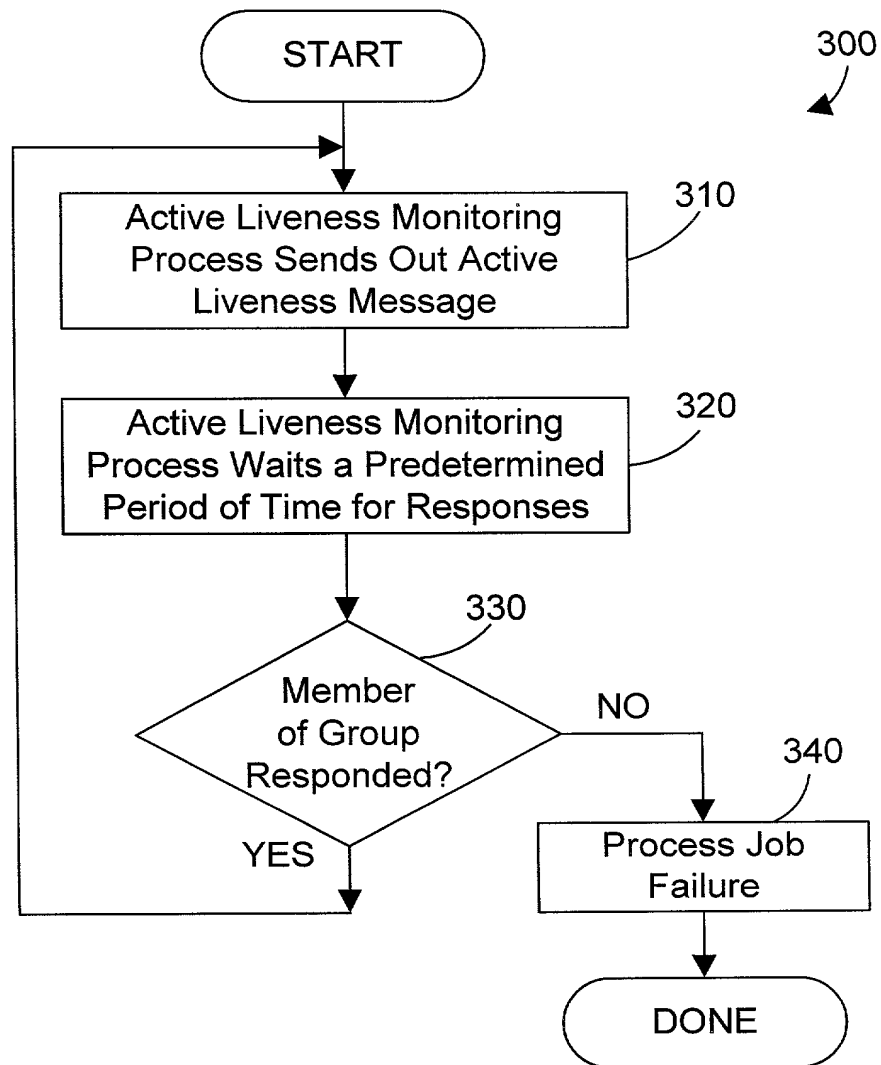 START
300
Active Liveness Monitoring
Process Sends Out Active
Liveness Message
310
Active Liveness Monitoring
Process Waits a Predetermined
Period of Time for Responses
320
330
Member
of Group
Responded?
NO
YES
340
Process Job
Failure
DONE